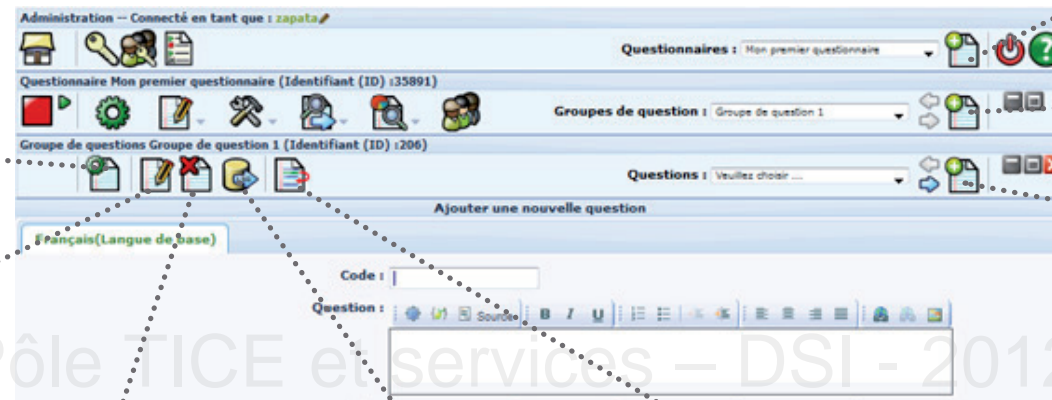 Administration -- Connecté en tant que : zapata
Questionnaires : Mon premier questionnaire
Questionnaire Mon premier questionnaire (Identifiant (ID) :35891)
Groupes de question : Groupe de question 1
Groupe de questions Groupe de question 1 (Identifiant (ID) :206)
Questions : Veuillez choisir ...
Ajouter une nouvelle question
Français(Langue de base)
Code :
Question : Source B I U
Pôle TICE et services – DSI - 2012